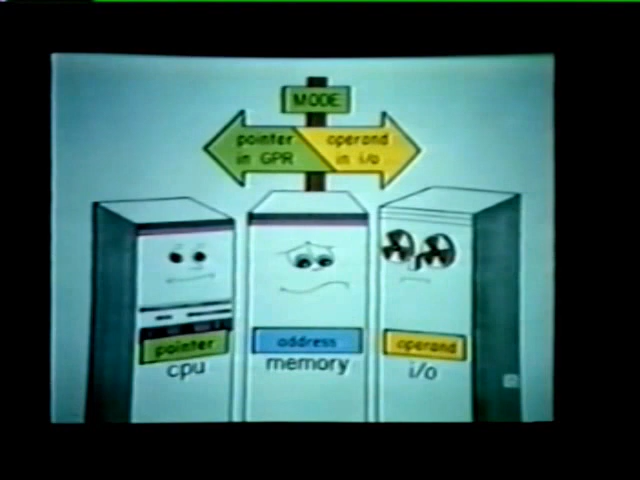 MODE
pointer
in GPR
operand
in i/o
pointer
address
operand
cpu
memory
i/o